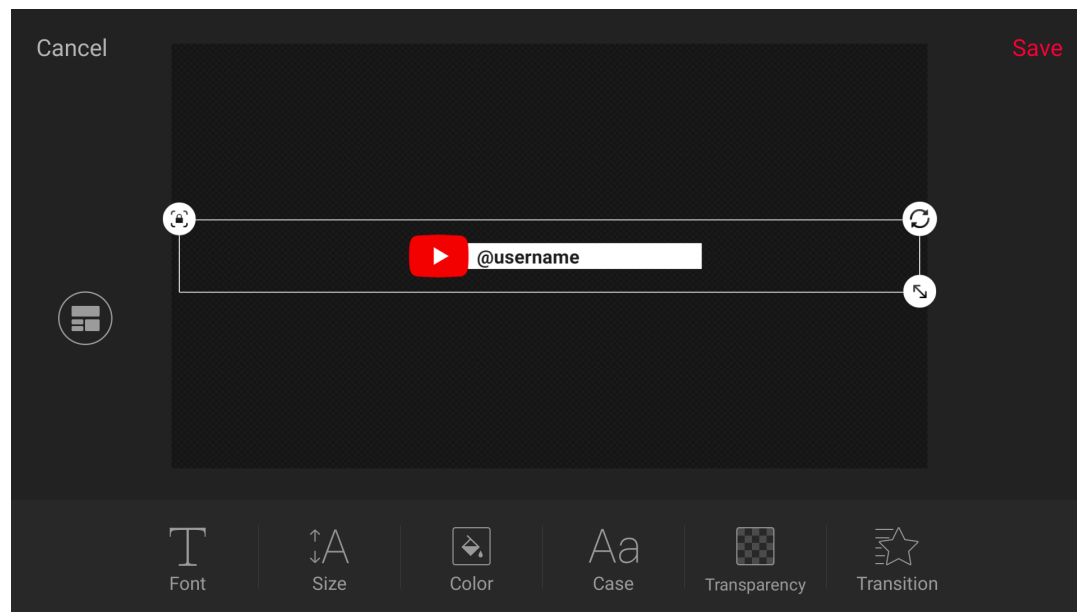 Cancel
Save
@username
Font
A
Size
Color
Aa
Case
Transparency
Transition